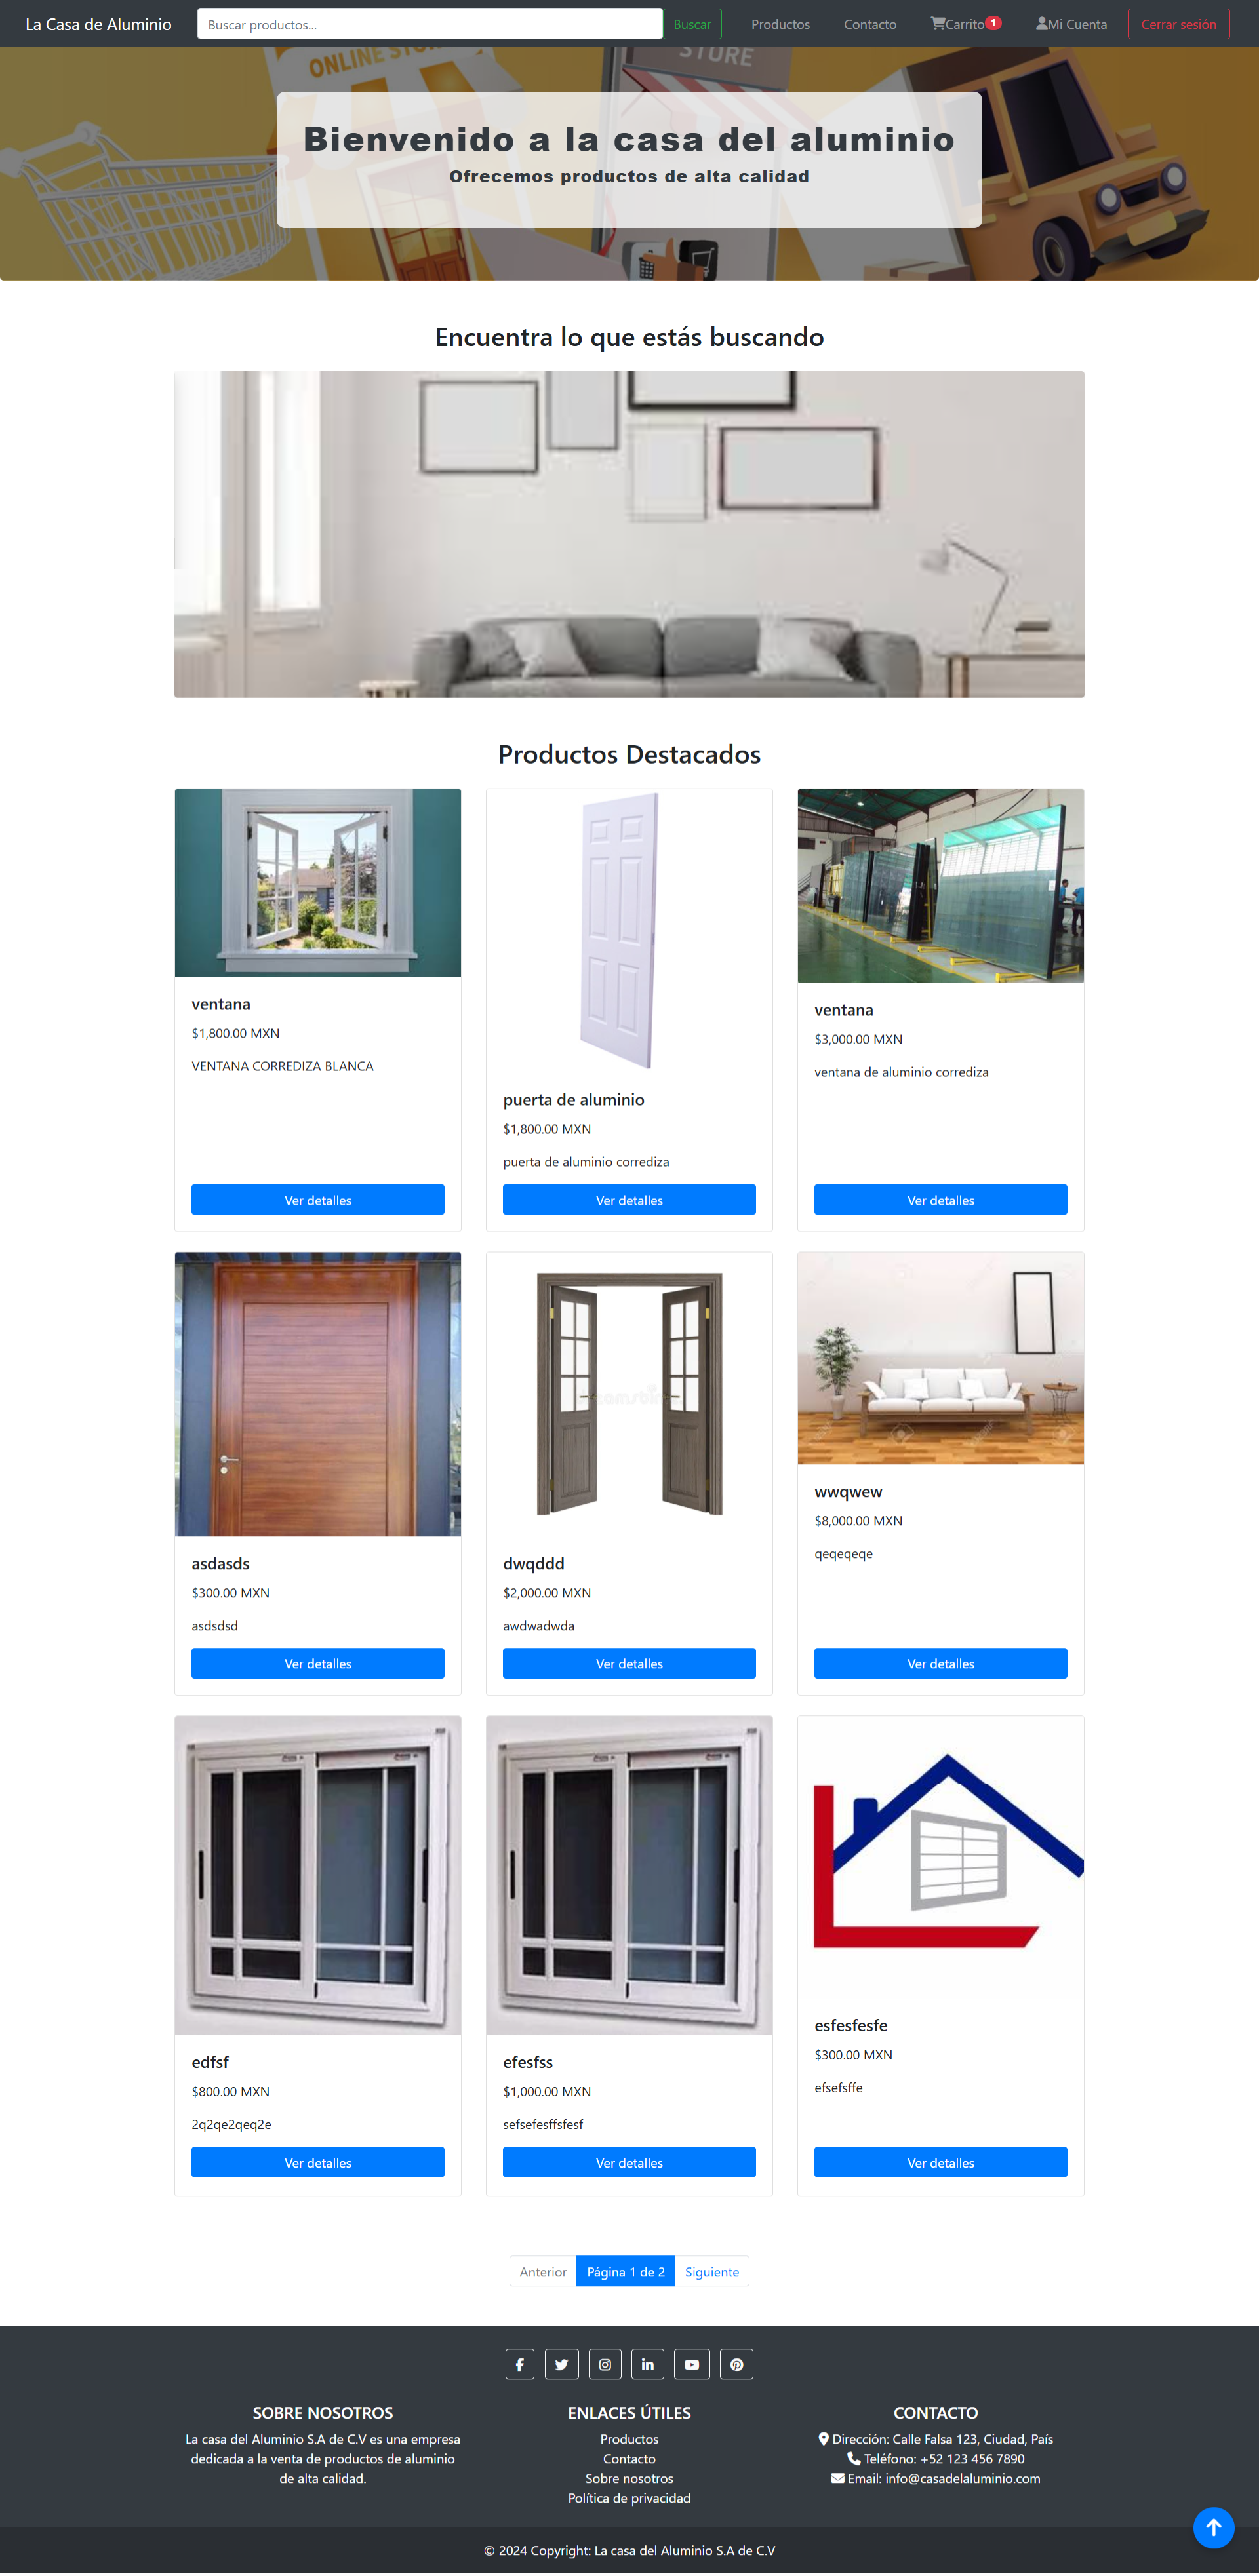 La Casa de Aluminio
Buscar productos...
Buscar
Productos
Contacto
Carrito 1
Mi Cuenta
Cerrar sesión
ONLINE STORE
STORE
Bienvenido a la casa del aluminio
Ofrecemos productos de alta calidad
Encuentra lo que estás buscando
Productos Destacados
ventana
$1,800.00 MXN
VENTANA CORREDIZA BLANCA
Ver detalles
puerta de aluminio
$1,800.00 MXN
puerta de aluminio corrediza
Ver detalles
ventana
$3,000.00 MXN
ventana de aluminio corrediza
Ver detalles
asdasds
$300.00 MXN
asdsdsd
Ver detalles
dwqddd
$2,000.00 MXN
awdwadwda
Ver detalles
wwqwew
$8,000.00 MXN
qeqeqeqe
Ver detalles
edfsf
$800.00 MXN
2q2qe2qeq2e
Ver detalles
efesfss
$1,000.00 MXN
sefsefesffsfesf
Ver detalles
esfesfesfe
$300.00 MXN
efsefsffe
Ver detalles
Anterior
Página 1 de 2
Siguiente
SOBRE NOSOTROS
La casa del Aluminio S.A de C.V es una empresa
dedicada a la venta de productos de aluminio
de alta calidad.
ENLACES ÚTILES
Productos
Contacto
Sobre nosotros
Política de privacidad
CONTACTO
Dirección: Calle Falsa 123, Ciudad, País
Teléfono: +52 123 456 7890
Email: info@casadelaluminio.com
© 2024 Copyright: La casa del Aluminio S.A de C.V